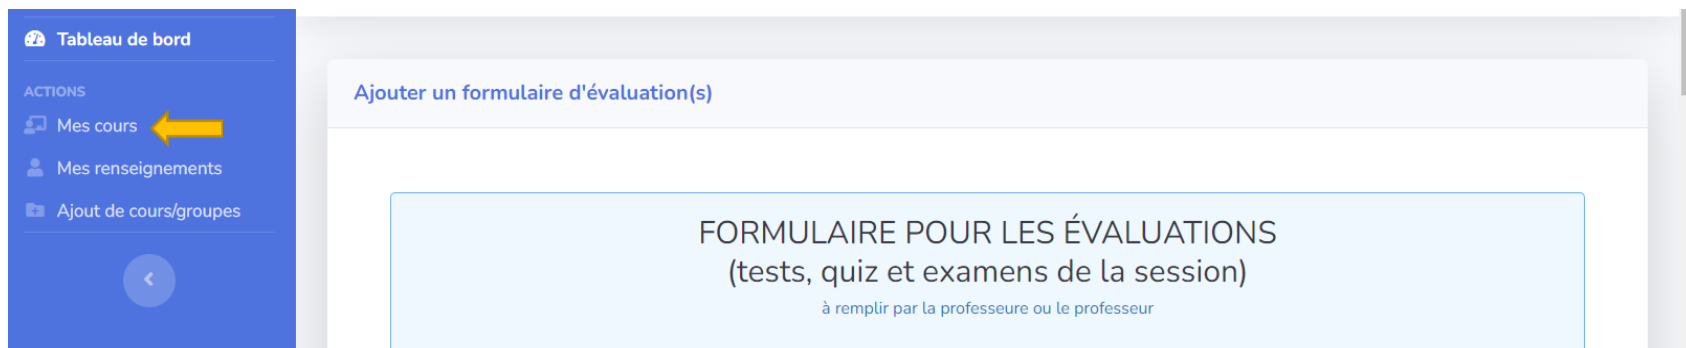 Tableau de bord
ACTIONS
Mes cours
Mes renseignements
Ajout de cours/groupes
Ajouter un formulaire d'évaluation(s)
FORMULAIRE POUR LES ÉVALUATIONS
(tests, quiz et examens de la session)
à remplir par la professeure ou le professeur